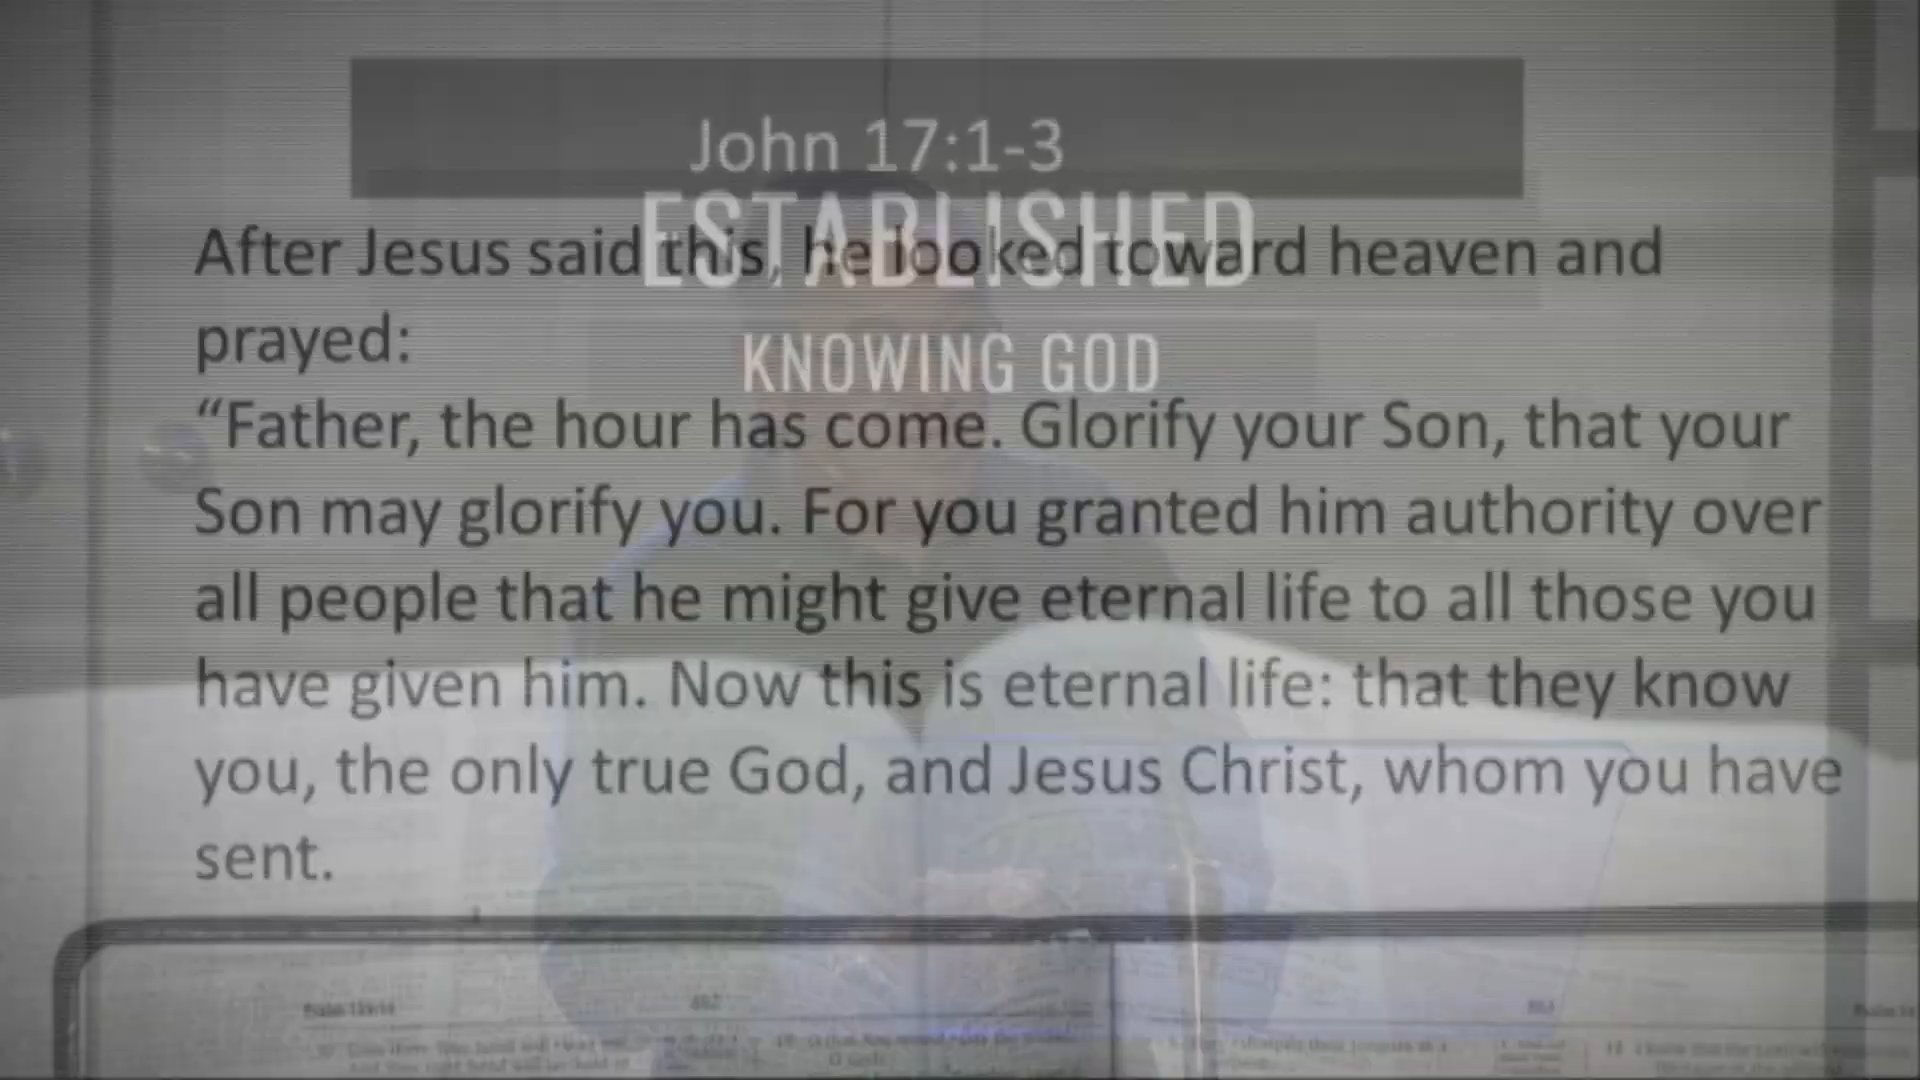 John 17:1-3
ESTABLISHED
After Jesus said this, he looked toward heaven and
prayed:
KNOWING GOD
“Father, the hour has come. Glorify your Son, that your
Son may glorify you. For you granted him authority over
all people that he might give eternal life to all those you
have given him. Now this is eternal life: that they know
you, the only true God, and Jesus Christ, whom you have
sent.